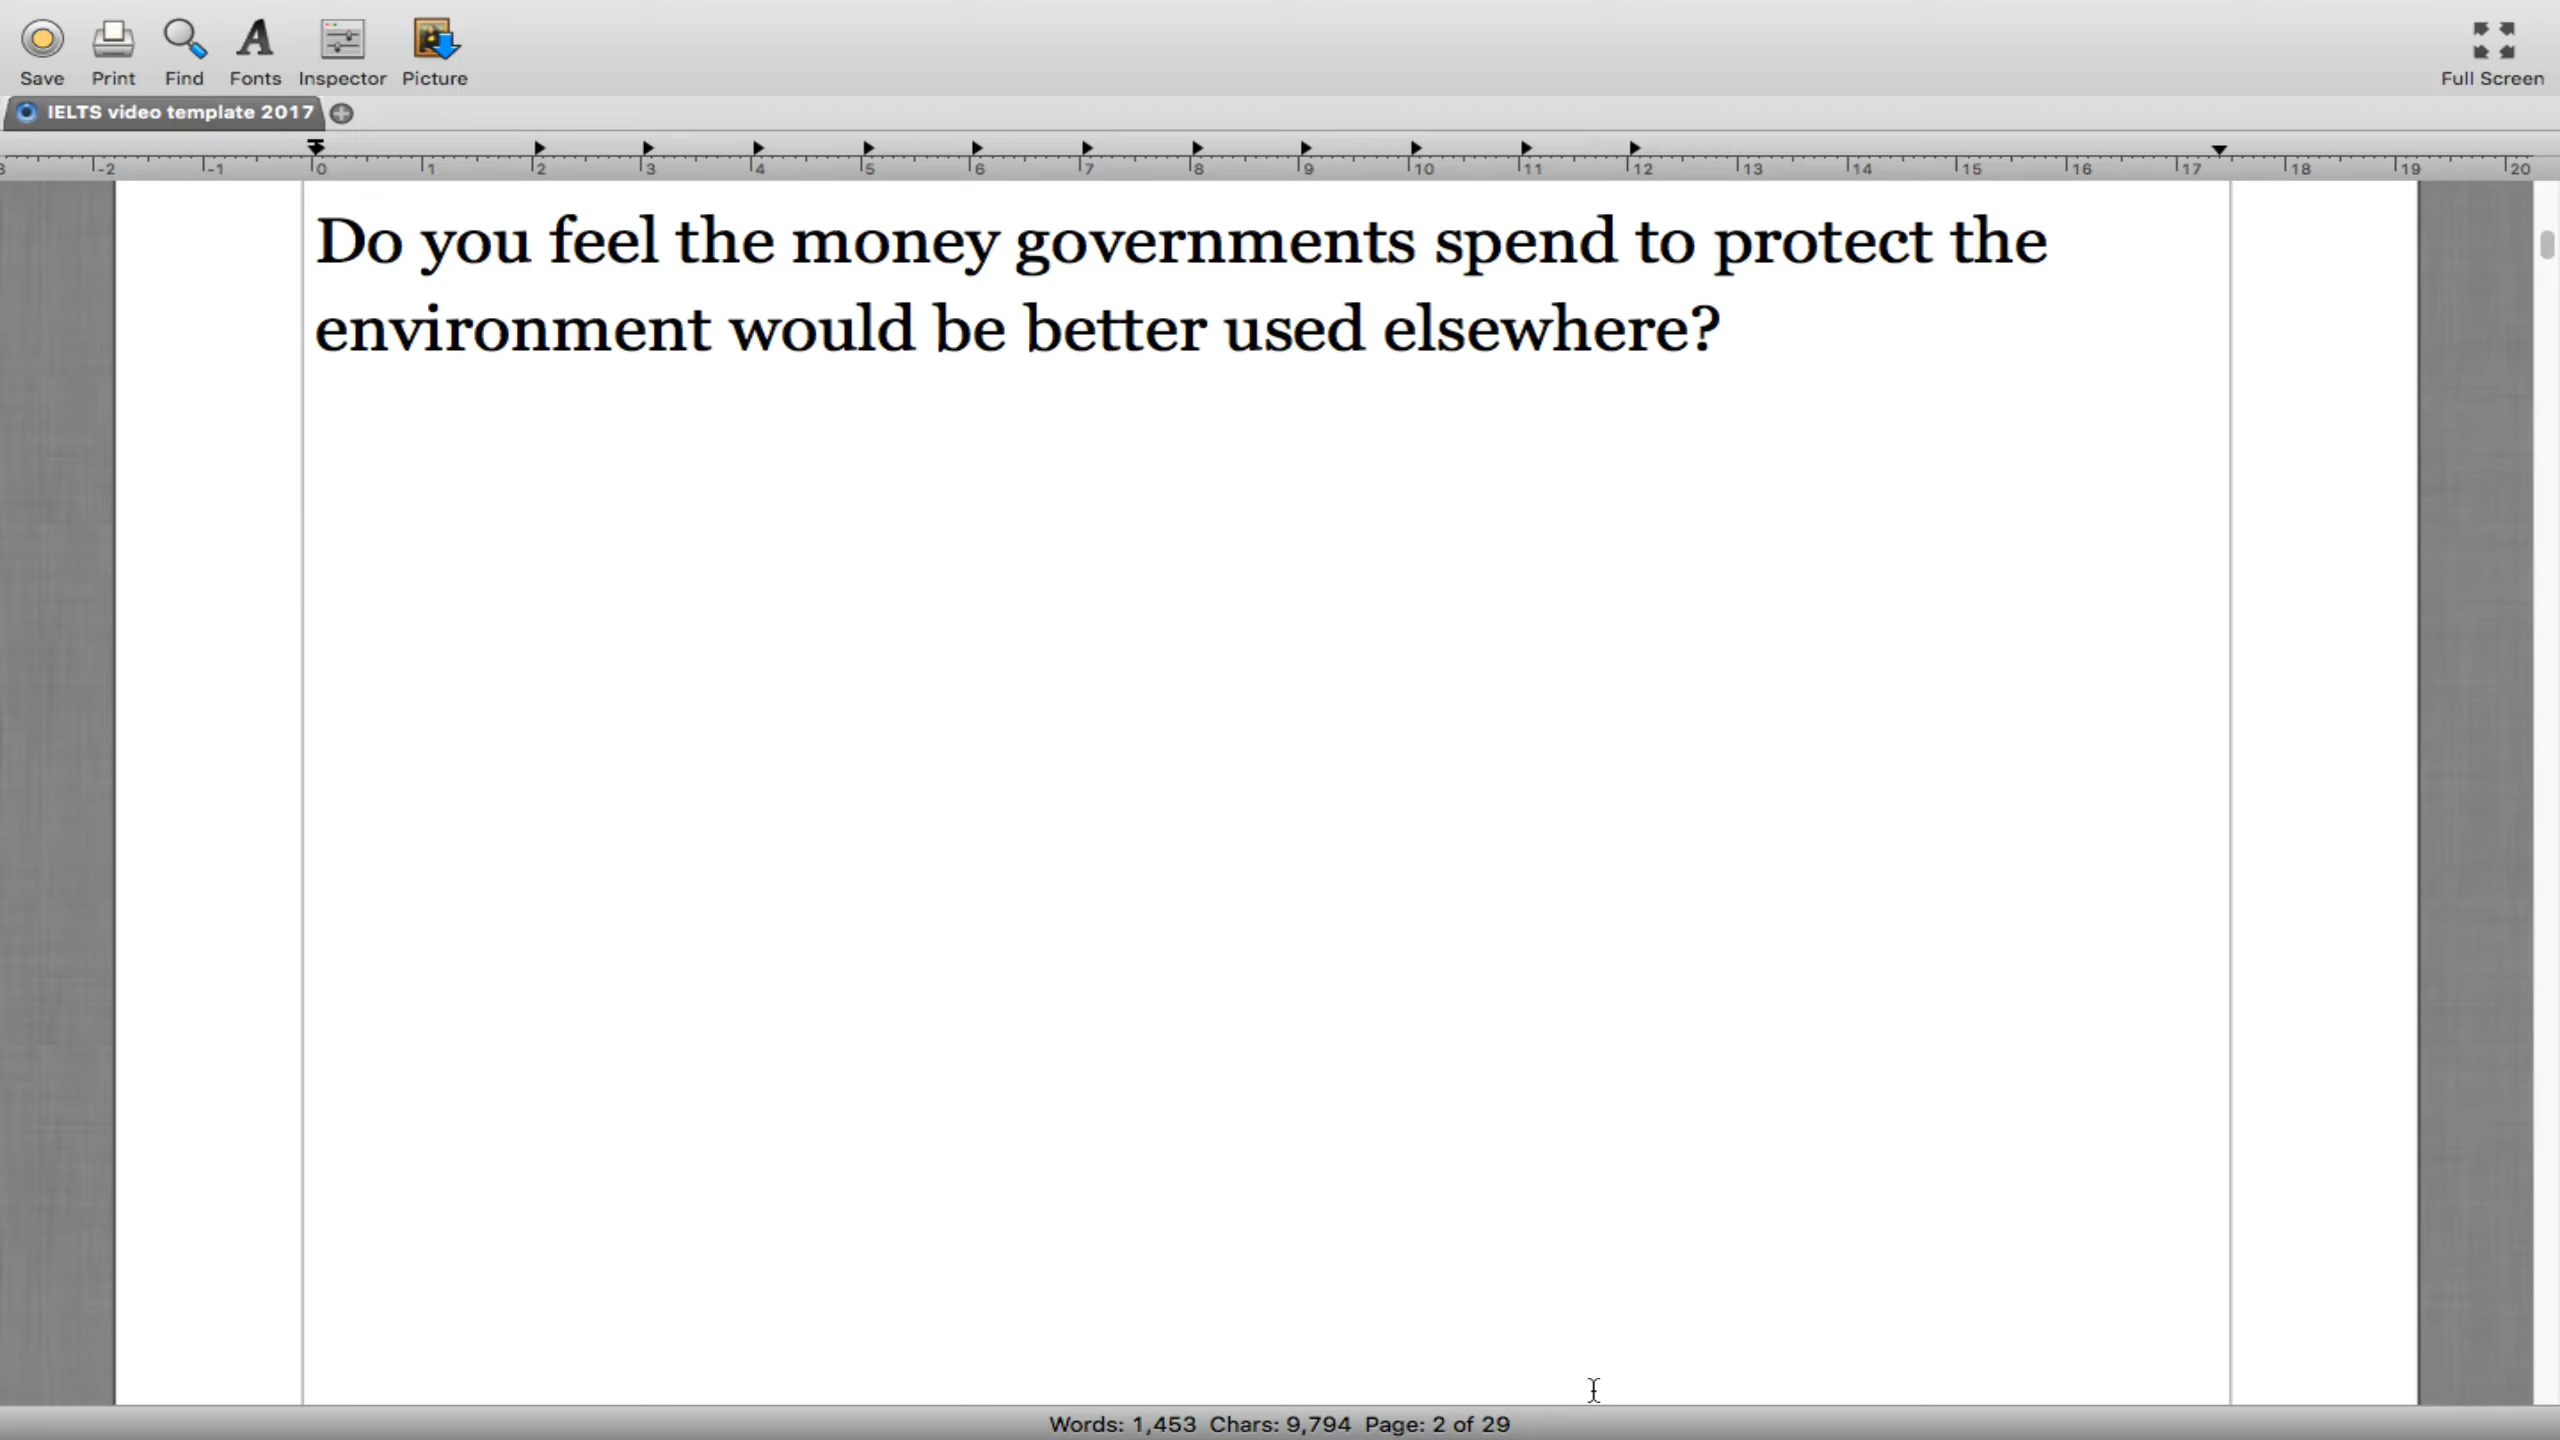 Save Print Find Fonts Inspector Picture Full Screen
IELTS video template 2017
3 -2 -1 0 1 2 3 4 5 6 7 8 9 10 11 12 13 14 15 16 17 18 19 20
Do you feel the money governments spend to protect the
environment would be better used elsewhere?
Words: 1,453 Chars: 9,794 Page: 2 of 29